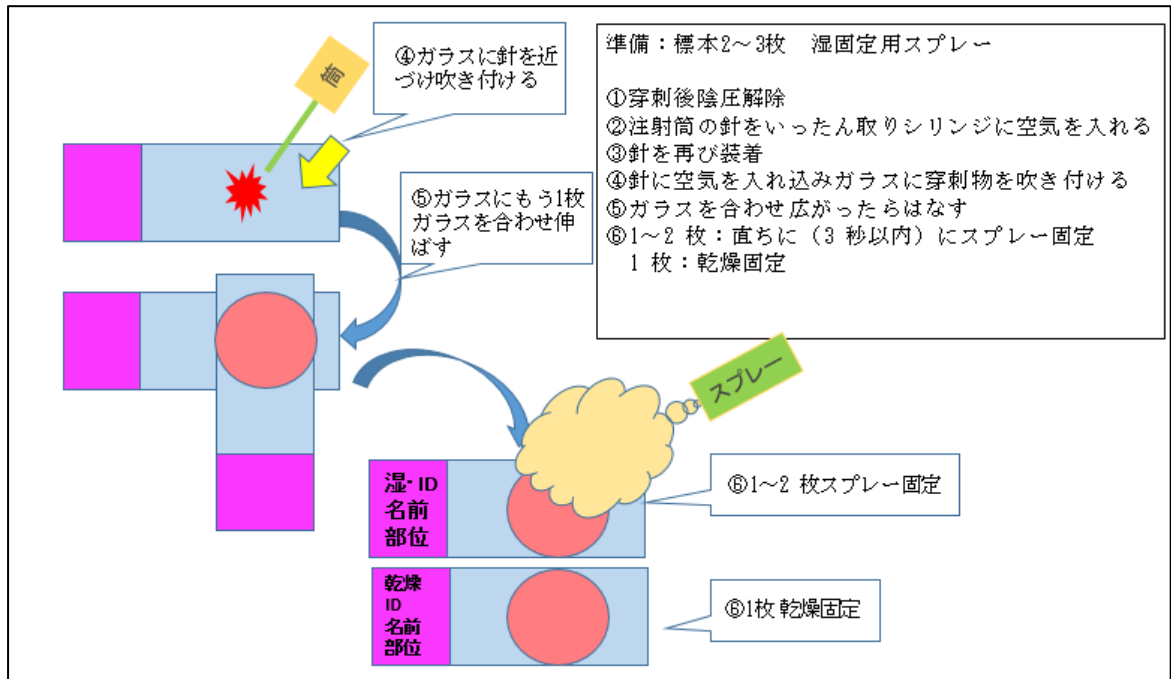 筒
④ガラスに針を近
づけ吹き付ける
準備：標本2～3枚　湿固定用スプレー
①穿刺後陰圧解除
②注射筒の針をいったん取りシリンジに空気を入れる
③針を再び装着
④針に空気を入れ込みガラスに穿刺物を吹き付ける
⑤ガラスを合わせ広がったらはなす
⑥1～2 枚：直ちに（3 秒以内）にスプレー固定
1 枚：乾燥固定
⑤ガラスにもう1枚
ガラスを合わせ伸
ばす
スプレー
湿・ID
名前
部位
⑥1～2 枚スプレー固定
乾燥
ID
名前
部位
⑥1枚 乾燥固定